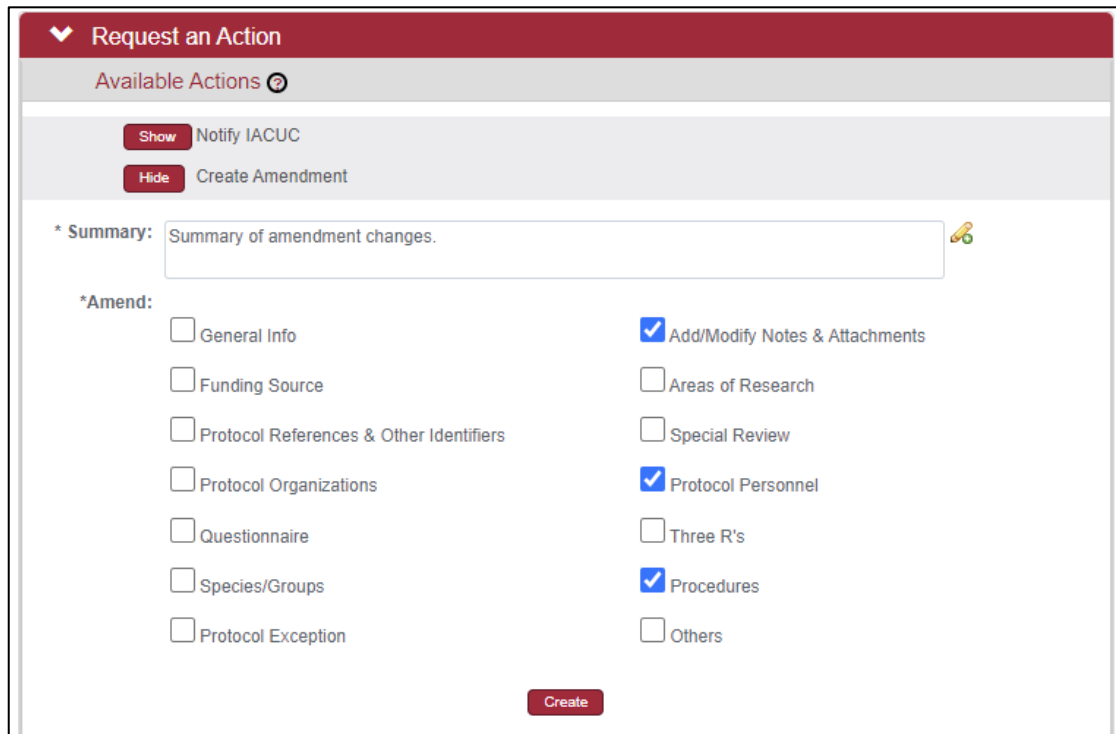 Request an Action
Available Actions ?
Show Notify IACUC
Hide Create Amendment
* Summary: Summary of amendment changes.
*Amend:
General Info Add/Modify Notes & Attachments
Funding Source Areas of Research
Protocol References & Other Identifiers Special Review
Protocol Organizations Protocol Personnel
Questionnaire Three R's
Species/Groups Procedures
Protocol Exception Others
Create